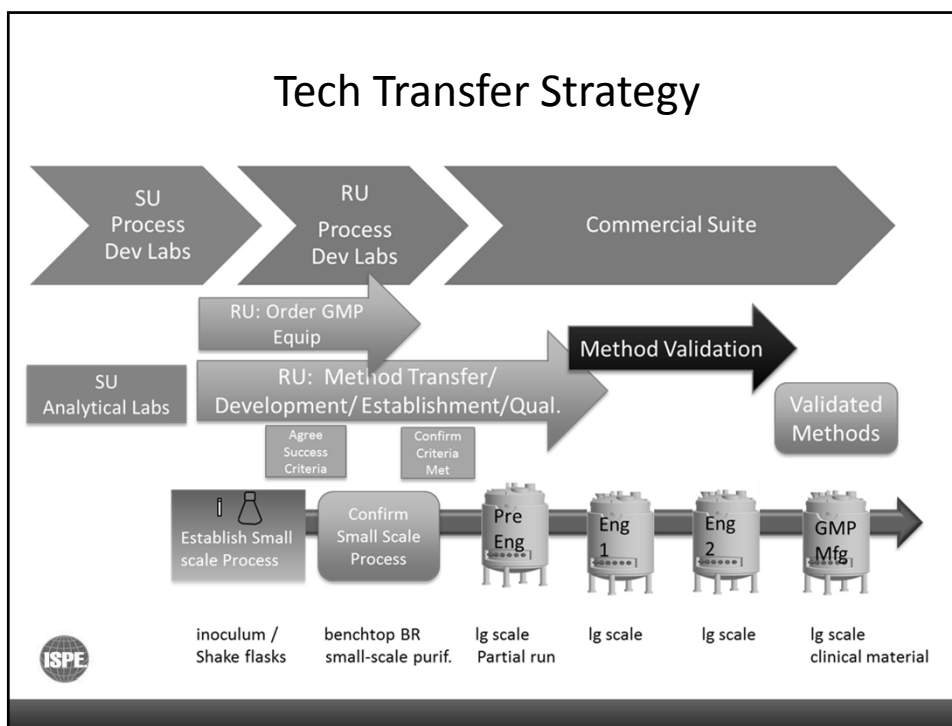 Tech Transfer Strategy
SU
Process
Dev Labs
RU
Process
Dev Labs
Commercial Suite
RU: Order GMP
Equip
Method Validation
SU
Analytical Labs
RU: Method Transfer/
Development/ Establishment/Qual.
Validated
Methods
Agree
Success
Criteria
Confirm
Criteria
Met
Establish Small
scale Process
Confirm
Small Scale
Process
Pre
Eng
Eng
1
Eng
2
GMP
Mfg
inoculum /
Shake flasks
benchtop BR
small-scale purif.
lg scale
Partial run
lg scale
lg scale
lg scale
clinical material
ISPE